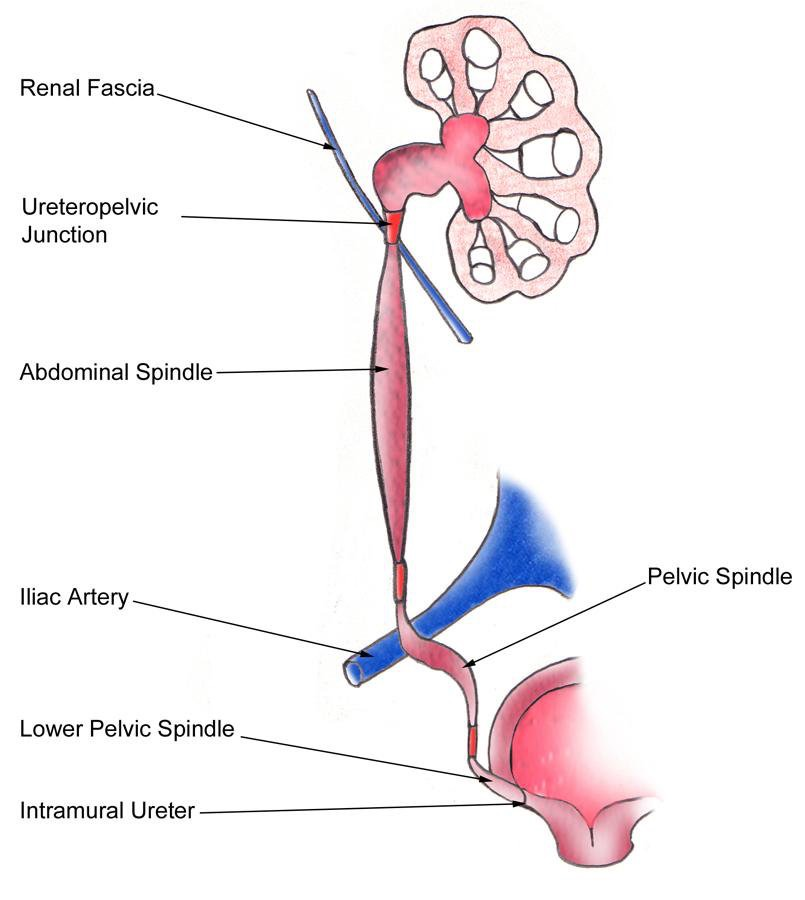 Renal Fascia
Ureteropelvic
Junction
Abdominal Spindle
Pelvic Spindle
Iliac Artery
Lower Pelvic Spindle
Intramural Ureter